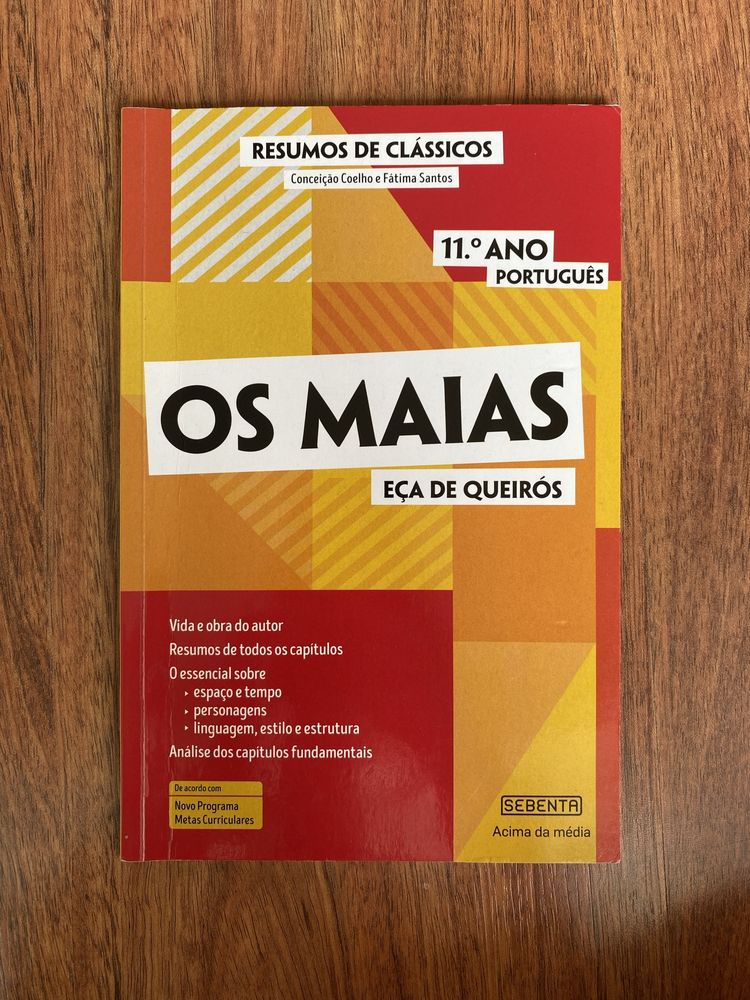 RESUMOS DE CLÁSSICOS
Conceição Coelho e Fátima Santos
11.º ANO
PORTUGUÊS
OS MAIAS
EÇA DE QUEIRÓS
Vida e obra do autor
Resumos de todos os capítulos
O essencial sobre
‣ espaço e tempo
‣ personagens
‣ linguagem, estilo e estrutura
Análise dos capítulos fundamentais
De acordo com
Novo Programa
Metas Curriculares
SEBENTA
Acima da média